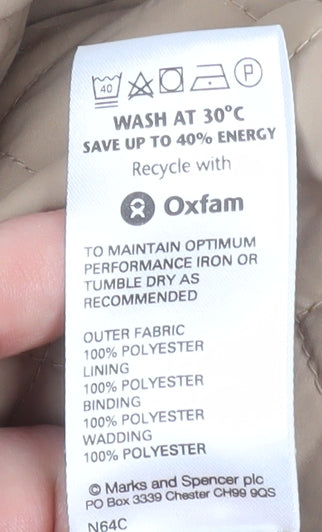 40 P
WASH AT 30°C
SAVE UP TO 40% ENERGY
Recycle with
Oxfam
TO MAINTAIN OPTIMUM
PERFORMANCE IRON OR
TUMBLE DRY AS
RECOMMENDED
OUTER FABRIC
100% POLYESTER
LINING
100% POLYESTER
BINDING
100% POLYESTER
WADDING
100% POLYESTER
© Marks and Spencer plc
PO Box 3339 Chester CH99 9QS
N64C